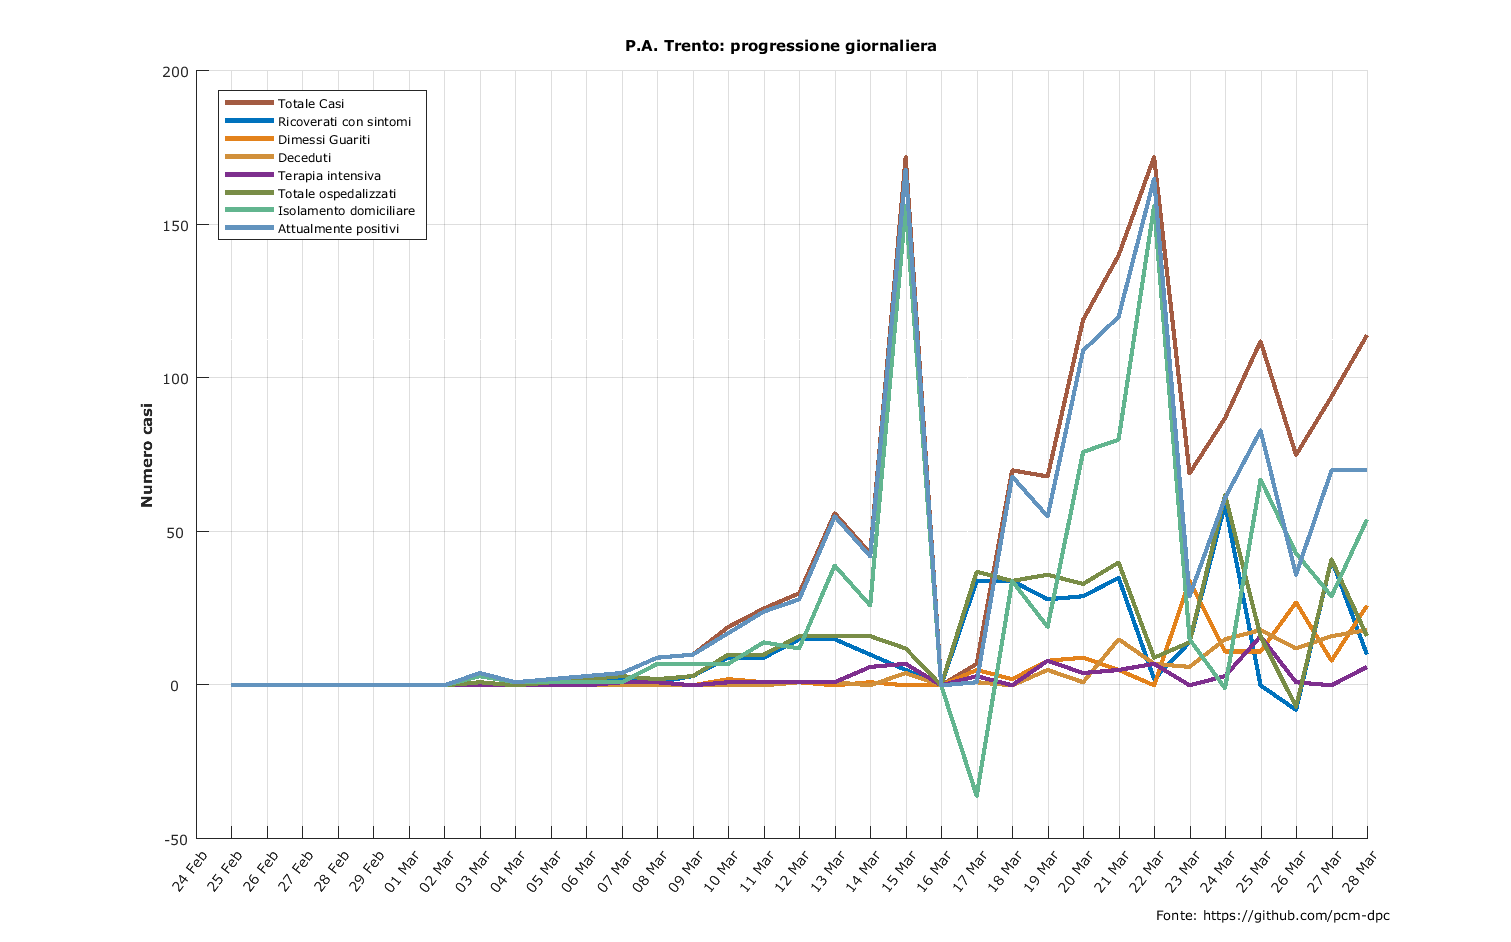 P.A. Trento: progressione giornaliera
200
150
100
50
0
-50
Numero casi
Totale Casi
Ricoverati con sintomi
Dimessi Guariti
Deceduti
Terapia intensiva
Totale ospedalizzati
Isolamento domiciliare
Attualmente positivi
24 Feb
25 Feb
26 Feb
27 Feb
28 Feb
29 Feb
01 Mar
02 Mar
03 Mar
04 Mar
05 Mar
06 Mar
07 Mar
08 Mar
09 Mar
10 Mar
11 Mar
12 Mar
13 Mar
14 Mar
15 Mar
16 Mar
17 Mar
18 Mar
19 Mar
20 Mar
21 Mar
22 Mar
23 Mar
24 Mar
25 Mar
26 Mar
27 Mar
28 Mar
Fonte: https://github.com/pcm-dpc